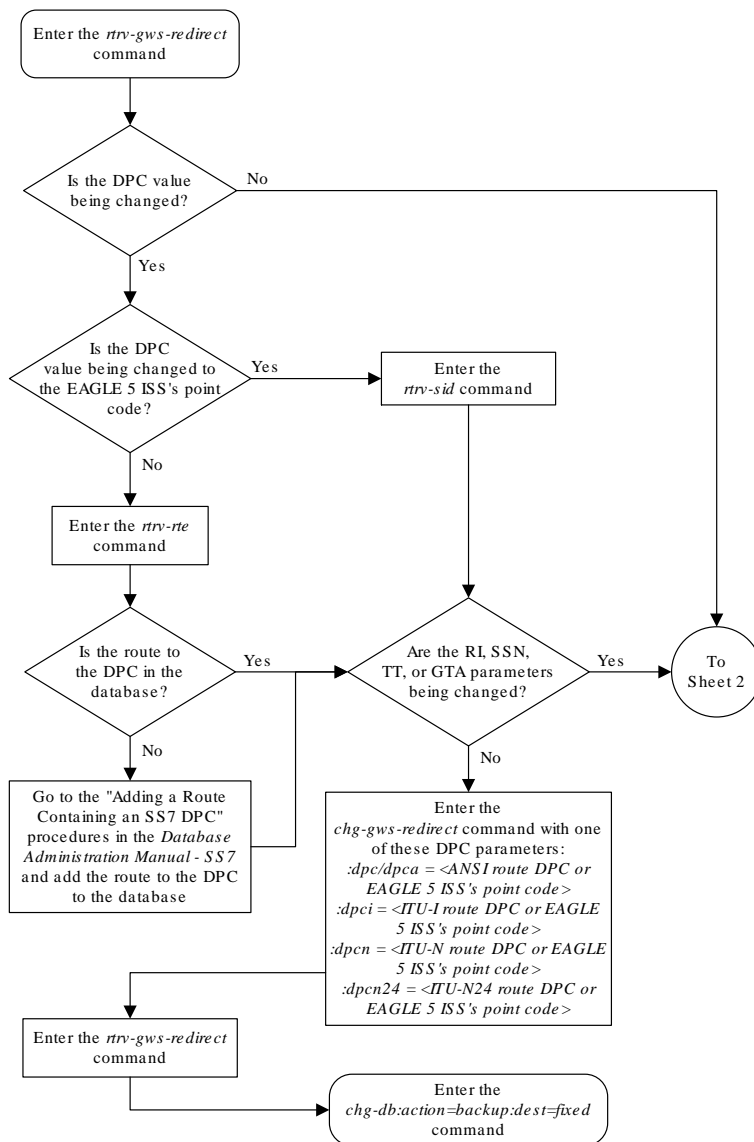 Enter the rtrv-gws-redirect
command
Is the DPC value
being changed?
No
Yes
Is the DPC
value being changed to
the EAGLE 5 ISS's point
code?
Yes
Enter the
rtrv-sid command
No
Enter the rtrv-rte
command
Is the route to
the DPC in the
database?
Yes
Are the RI, SSN,
TT, or GTA parameters
being changed?
Yes
To
Sheet 2
No
No
Go to the "Adding a Route
Containing an SS7 DPC"
procedures in the Database
Administration Manual - SS7
and add the route to the DPC
to the database
Enter the
chg-gws-redirect command with one
of these DPC parameters:
:dpc/dpca = <ANSI route DPC or
EAGLE 5 ISS's point code>
:dpci = <ITU-I route DPC or EAGLE
5 ISS's point code>
:dpcn = <ITU-N route DPC or EAGLE
5 ISS's point code>
:dpcn24 = <ITU-N24 route DPC or
EAGLE 5 ISS's point code>
Enter the rtrv-gws-redirect
command
Enter the
chg-db:action=backup:dest=fixed
command